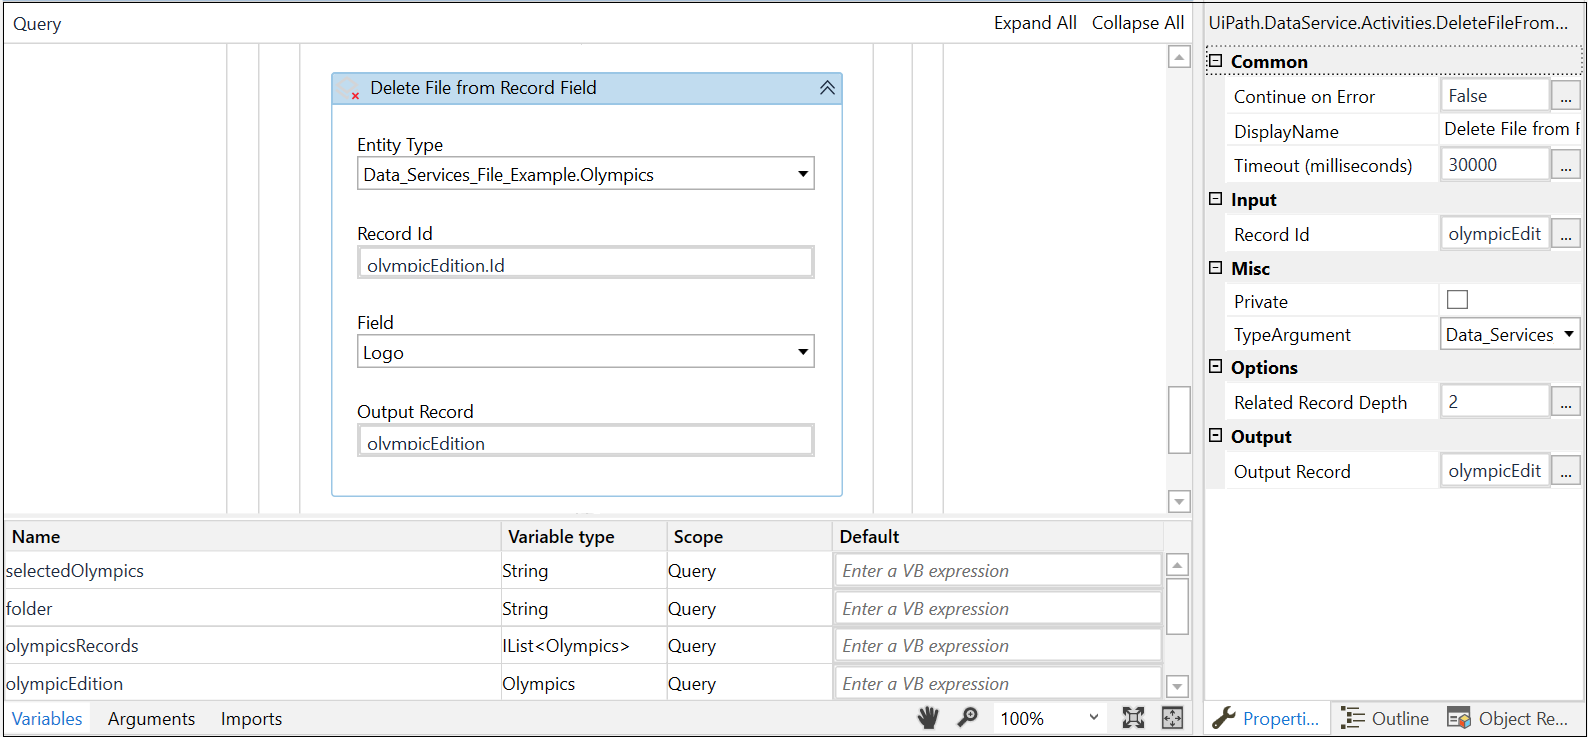 Query
Expand All Collapse All
Delete File from Record Field
Entity Type
Data_Services_File_Example.Olympics
Record Id
olympicEdition.Id
Field
Logo
Output Record
olympicEdition
Name Variable type Scope Default
selectedOlympics String Query Enter a VB expression
folder String Query Enter a VB expression
olympicsRecords IList<Olympics> Query Enter a VB expression
olympicEdition Olympics Query Enter a VB expression
Variables Arguments Imports 100%
UiPath.DataService.Activities.DeleteFileFrom...
Common
Continue on Error False ...
DisplayName Delete File from F
Timeout (milliseconds) 30000 ...
Input
Record Id olympicEdit ...
Misc
Private
TypeArgument Data_Services
Options
Related Record Depth 2 ...
Output
Output Record olympicEdit ...
Properti... Outline Object Re...